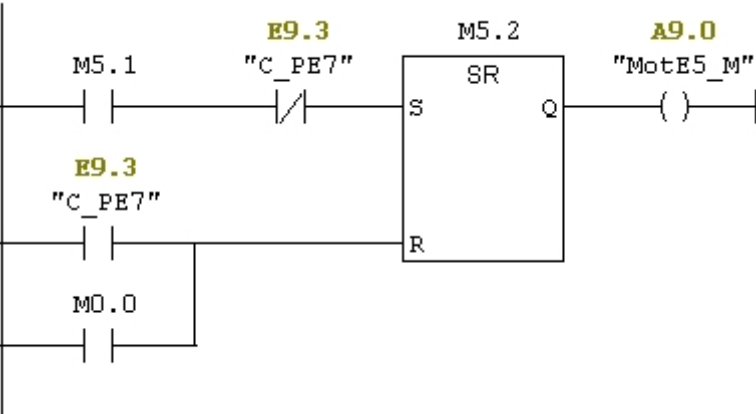 E9.3
M5.2
A9.0
M5.1
"C_PE7"
"MotE5_M"
SR
S
Q
E9.3
"C_PE7"
R
M0.0